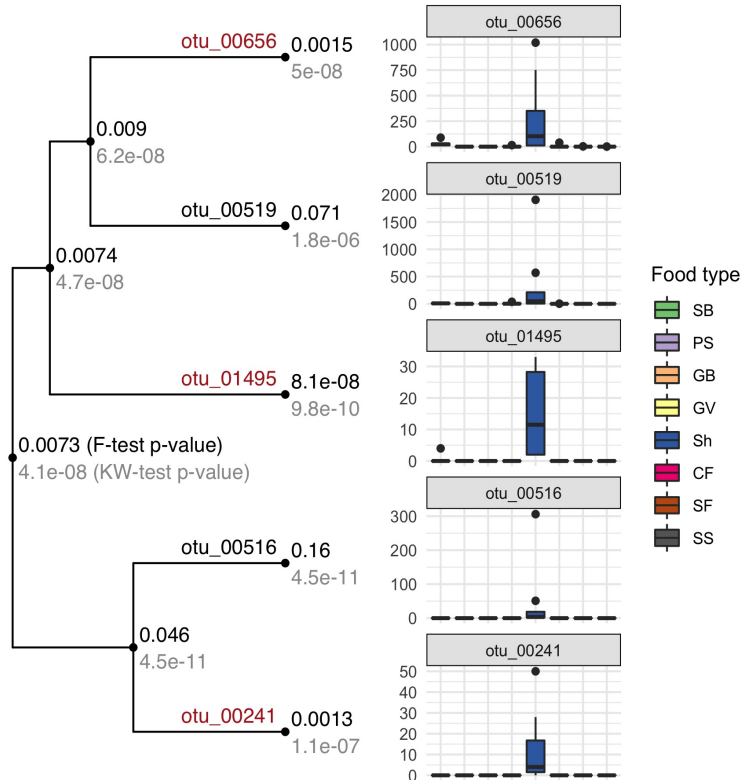 otu_00656 0.0015
5e-08
0.009
6.2e-08
otu_00519 0.071
1.8e-06
0.0074
4.7e-08
otu_01495 8.1e-08
9.8e-10
0.0073 (F-test p-value)
4.1e-08 (KW-test p-value)
otu_00516 0.16
4.5e-11
0.046
4.5e-11
otu_00241 0.0013
1.1e-07
otu_00656
1000
750
500
250
0
otu_00519
2000
1500
1000
500
0
otu_01495
30
20
10
0
otu_00516
300
200
100
0
otu_00241
50
40
30
20
10
0
Food type
SB
PS
GB
GV
Sh
CF
SF
SS